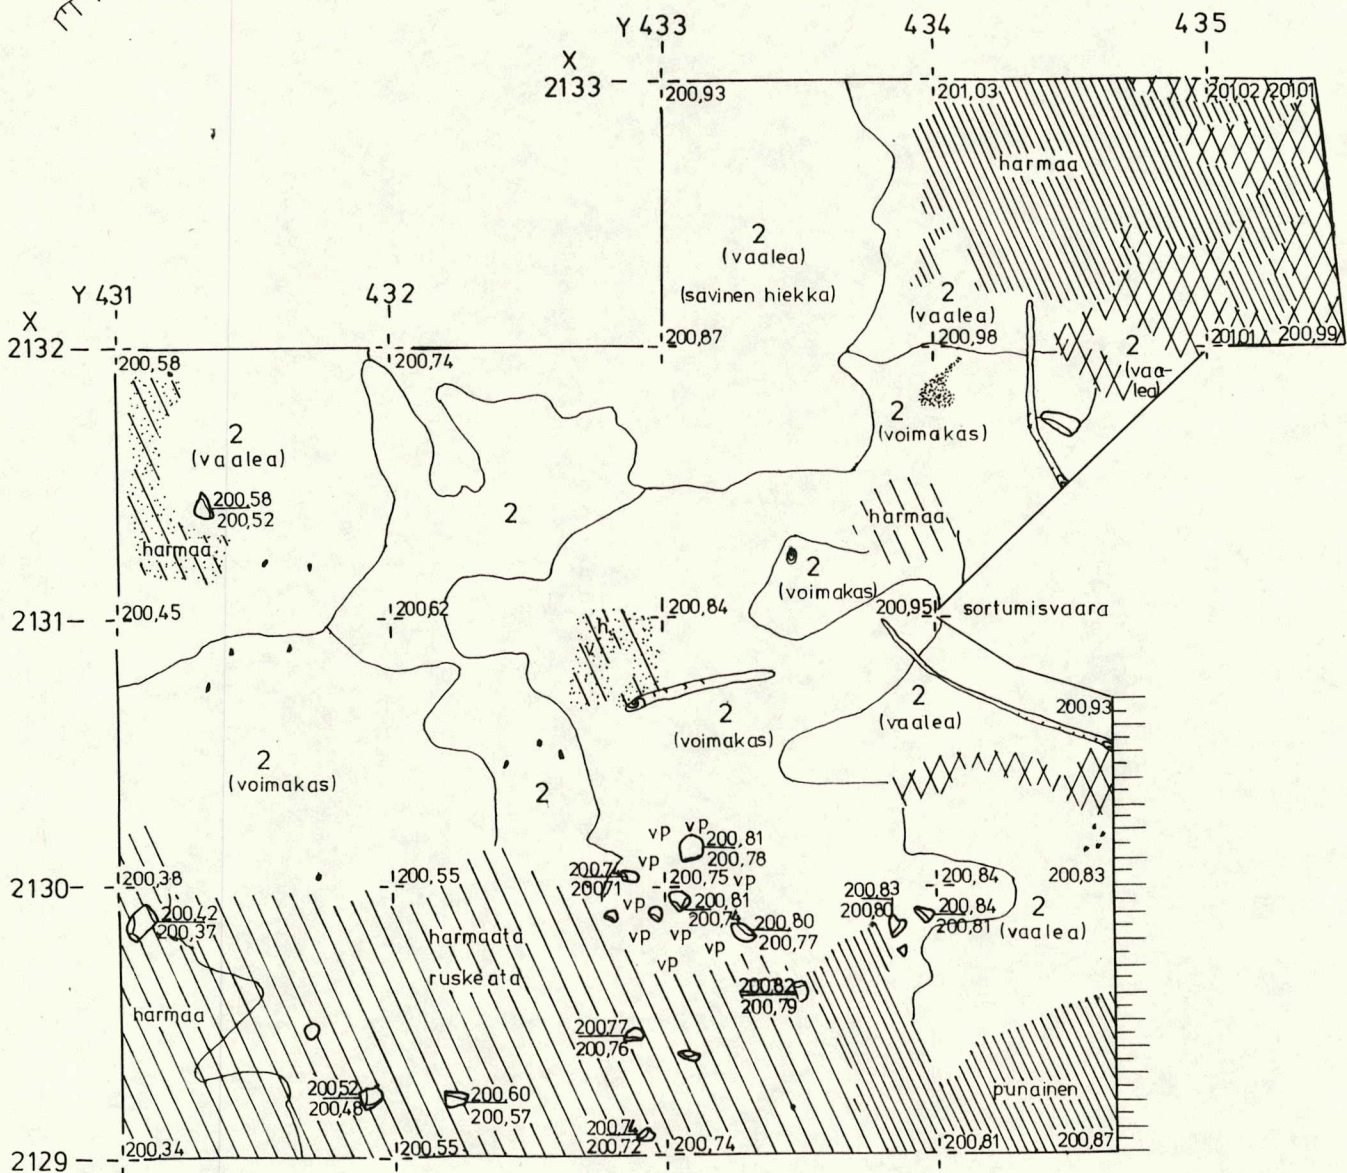 Y 433 434 435
X
2133
200,93 201,03 201,02 201,01
harmaa
2
(vaalea)
(savinen hiekka)
Y 431 432
2
(vaalea)
X
2132
200,58 200,74 200,87 200,98 201,01 200,99
2
(vaa-
lea)
2
(voimakas)
2
(vaalea)
200,58
200,52
2
harmaa
harmaa
2
(voimakas)
2131
200,45 200,62 200,84 200,95 sortumisvaara
h.
v.
200,93
2
(vaalea)
2
(voimakas)
2
(voimakas)
2
vp vp
200,81
200,78
vp
200,71
2130
200,38 200,55 200,75 vp 200,84 200,83
200,42
200,37
vp
200,81
200,74
200,83
200,80
200,84
200,81
2
(vaalea)
200,80
200,77
harmaata
ruskeata
vp vp vp
vp
200,82
200,79
harmaa
200,77
200,76
punainen
200,52
200,48
200,60
200,57
200,74
200,72
2129
200,34 200,55 200,74 200,81 200,87